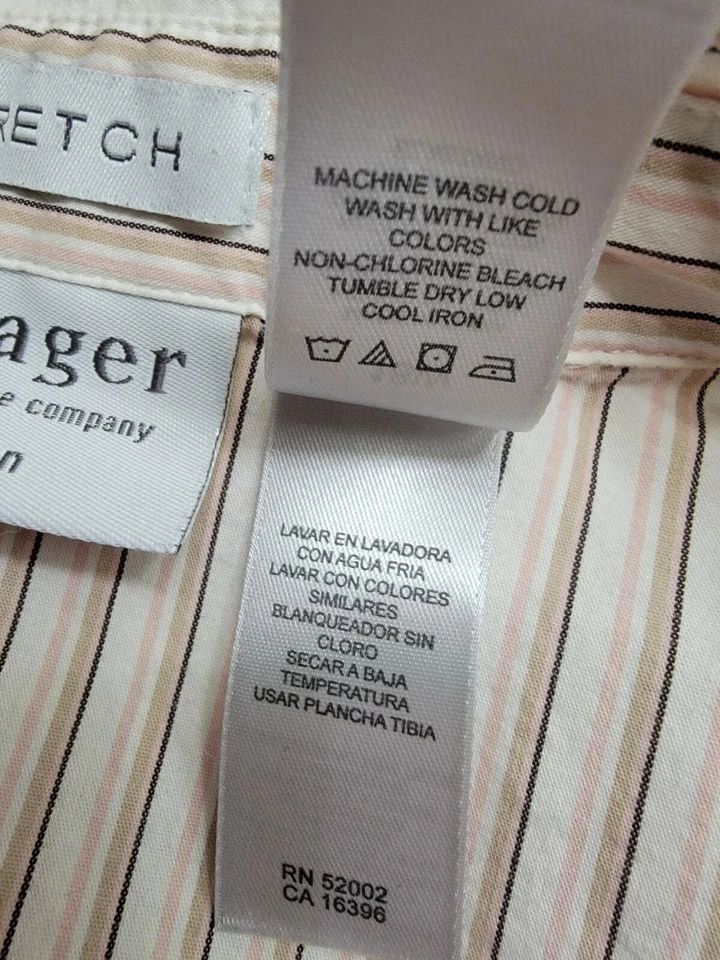 RETCH
ager
e company
n
MACHINE WASH COLD
WASH WITH LIKE
COLORS
NON-CHLORINE BLEACH
TUMBLE DRY LOW
COOL IRON
LAVAR EN LAVADORA
CON AGUA FRIA
LAVAR CON COLORES
SIMILARES
BLANQUEADOR SIN
CLORO
SECAR A BAJA
TEMPERATURA
USAR PLANCHA TIBIA
RN 52002
CA 16396